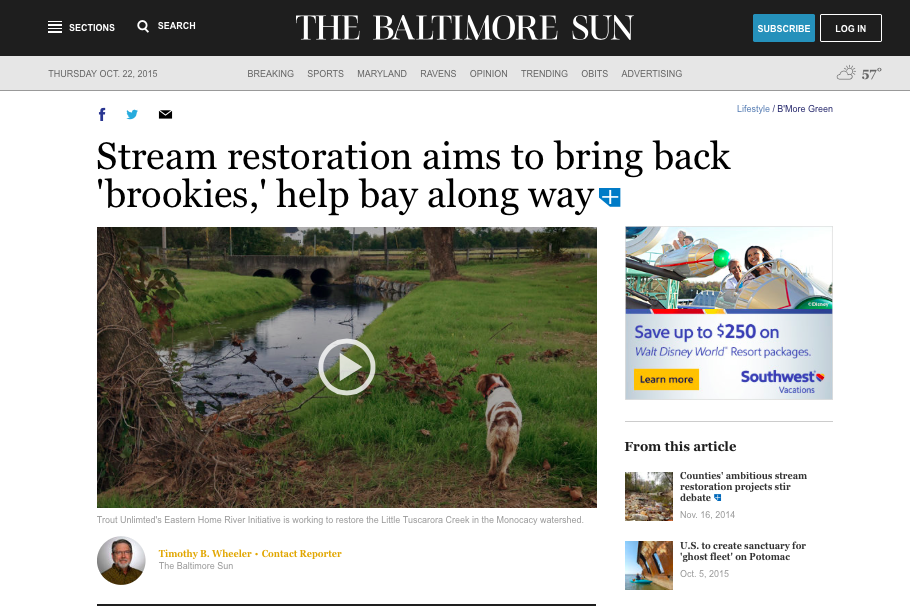 SECTIONS
SEARCH
THE BALTIMORE SUN
SUBSCRIBE
LOG IN
THURSDAY OCT. 22, 2015
BREAKING SPORTS MARYLAND RAVENS OPINION TRENDING OBITS ADVERTISING
57°
Lifestyle / B'More Green
Stream restoration aims to bring back
'brookies,' help bay along way
Trout Unlimted's Eastern Home River Initiative is working to restore the Little Tuscarora Creek in the Monocacy watershed.
Timothy B. Wheeler • Contact Reporter
The Baltimore Sun
©Disney
Save up to $250 on
Walt Disney World® Resort packages.
Learn more
Southwest
Vacations
From this article
Counties' ambitious stream
restoration projects stir
debate
Nov. 16, 2014
U.S. to create sanctuary for
'ghost fleet' on Potomac
Oct. 5, 2015